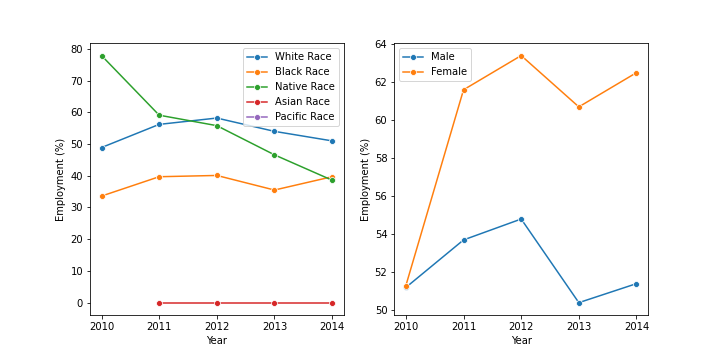 80
70
60
50
40
30
20
10
0
Employment (%)
2010 2011 2012 2013 2014
Year
White Race
Black Race
Native Race
Asian Race
Pacific Race
64
62
60
58
56
54
52
50
Employment (%)
2010 2011 2012 2013 2014
Year
Male
Female